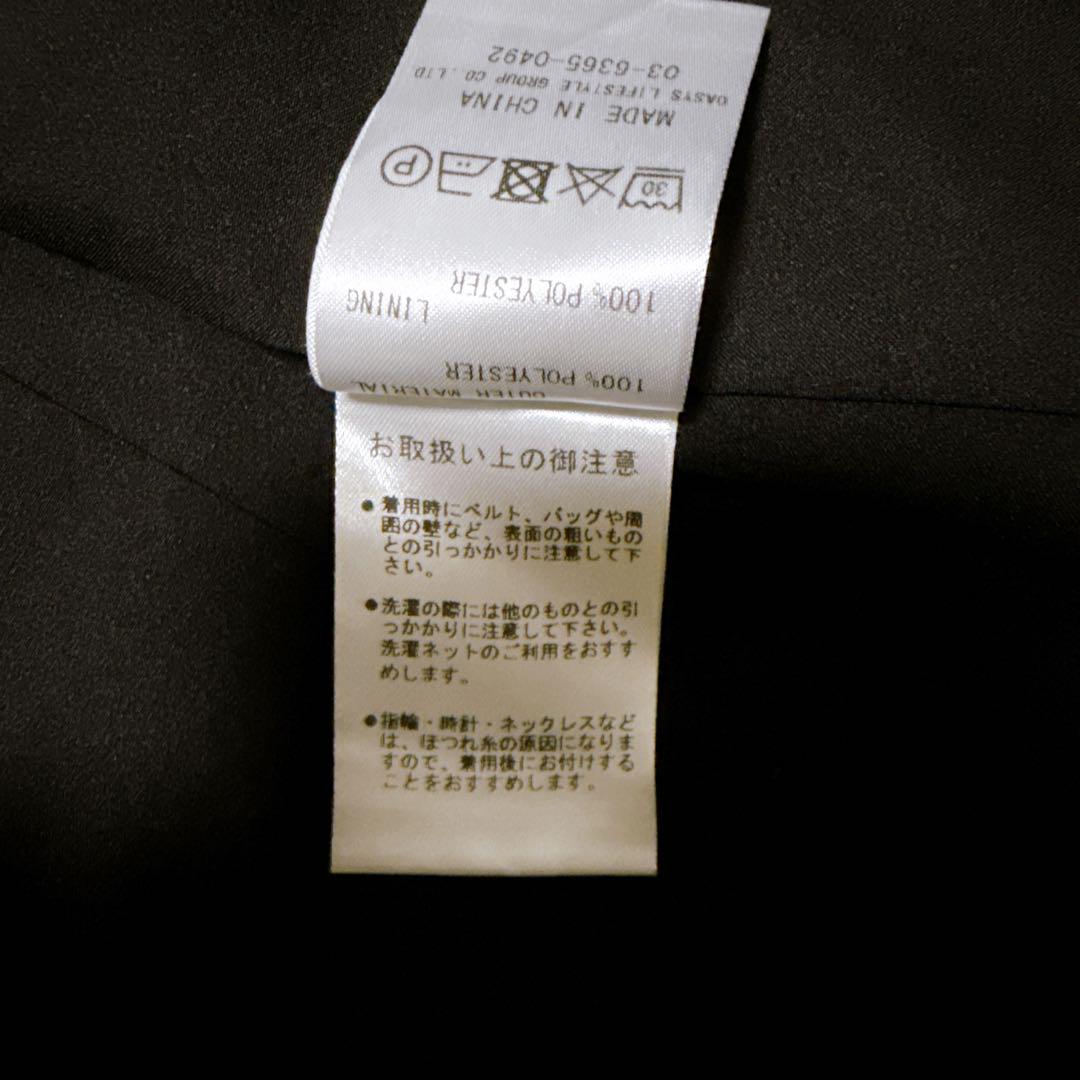 OUTER MATERIAL
100% POLYESTER
LINING
100% POLYESTER
30
P
MADE IN CHINA
OASYS LIFESTYLE GROUP CO.,LTD
03-6365-0492
お取扱い上の御注意
●着用時にベルト、バッグや周
囲の壁など、表面の粗いもの
との引っかかりに注意して下
さい。
●洗濯の際には他のものとの引
っかかりに注意して下さい。
洗濯ネットのご利用をおすす
めします。
●指輪・時計・ネックレスなど
は、ほつれ糸の原因になりま
すので、着用後にお付けする
ことをおすすめします。